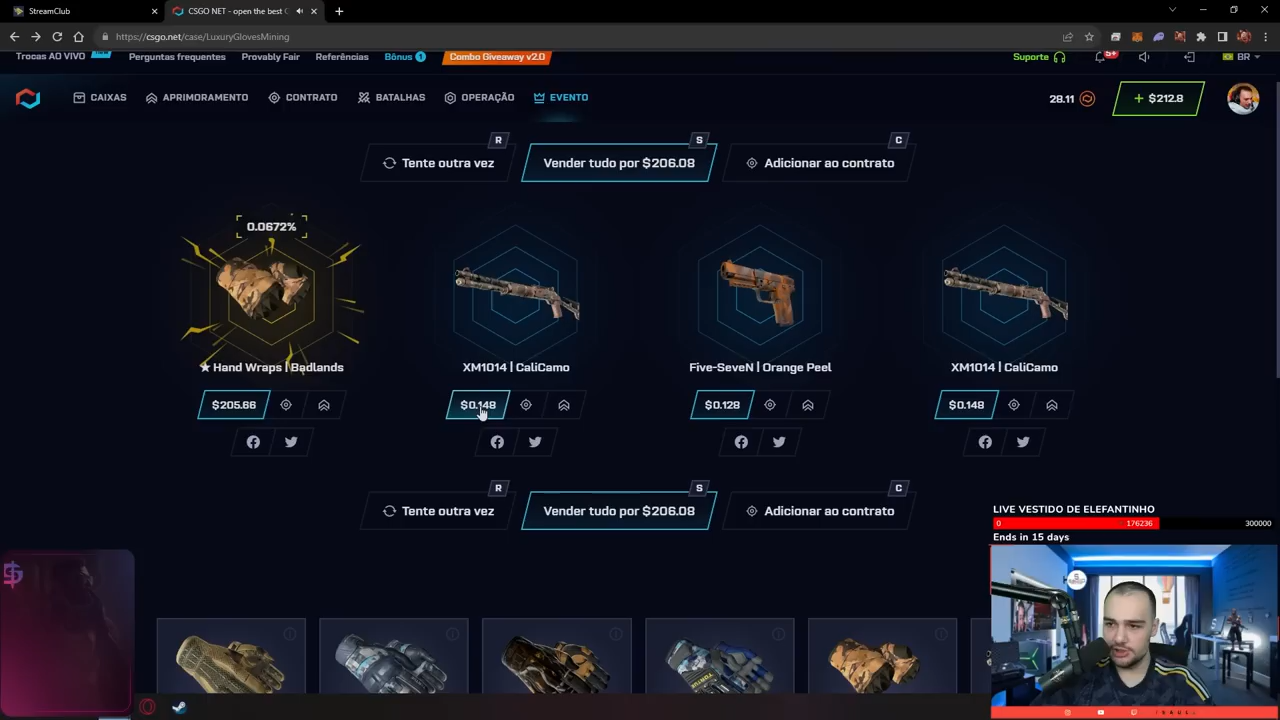 StreamClub
CSGO NET - open the best C
https://csgo.net/case/LuxuryGlovesMining
Trocas AO VIVO
Perguntas frequentes
Provably Fair
Referências
Bônus 1
Combo Giveaway v2.0
Suporte
5+
BR
CAIXAS
APRIMORAMENTO
CONTRATO
BATALHAS
OPERAÇÃO
EVENTO
28.11
+ $212.8
R
S
C
Tente outra vez
Vender tudo por $206.08
Adicionar ao contrato
0.0672%
★ Hand Wraps | Badlands
XM1014 | CaliCamo
Five-SeveN | Orange Peel
XM1014 | CaliCamo
$205.66
$0.148
$0.128
$0.148
R
S
C
Tente outra vez
Vender tudo por $206.08
Adicionar ao contrato
LIVE VESTIDO DE ELEFANTINHO
0
176236
300000
Ends in 15 days